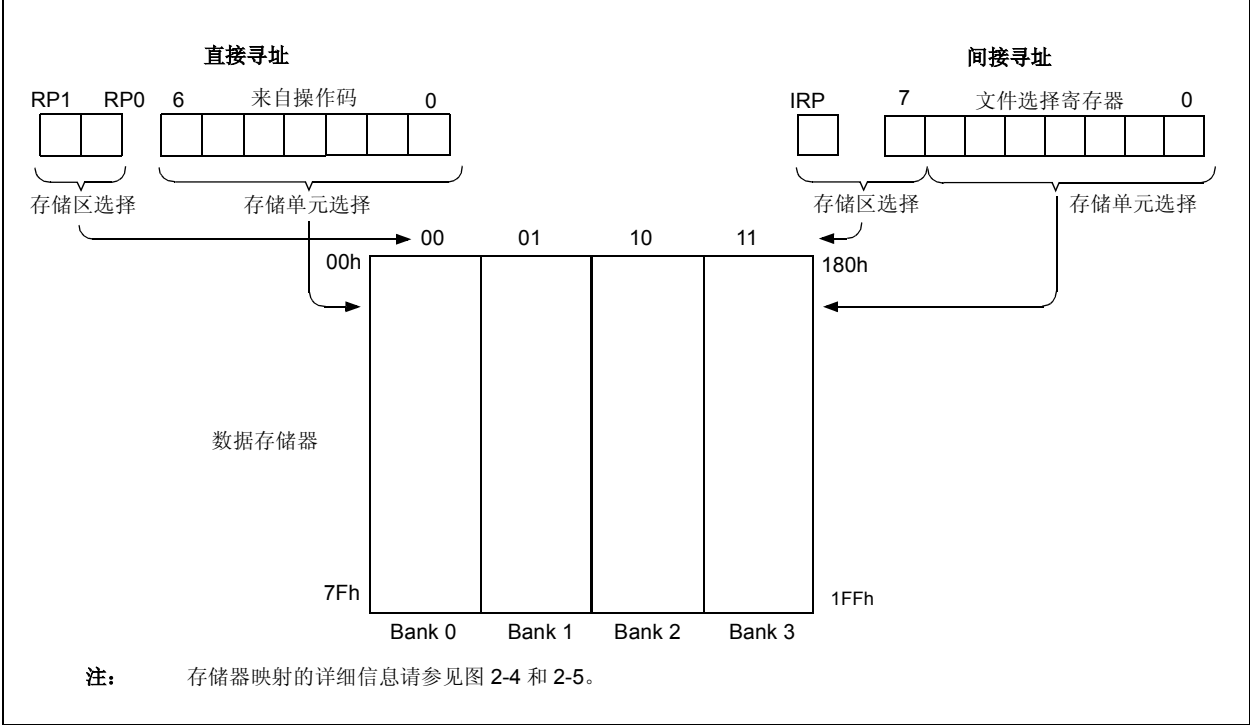 直接寻址 间接寻址
RP1 RP0 6 来自操作码 0 IRP 7 文件选择寄存器 0
存储区选择 存储单元选择 存储区选择 存储单元选择
00 01 10 11
00h 180h
数据存储器
7Fh 1FFh
Bank 0 Bank 1 Bank 2 Bank 3
注： 存储器映射的详细信息请参见图 2-4 和 2-5。